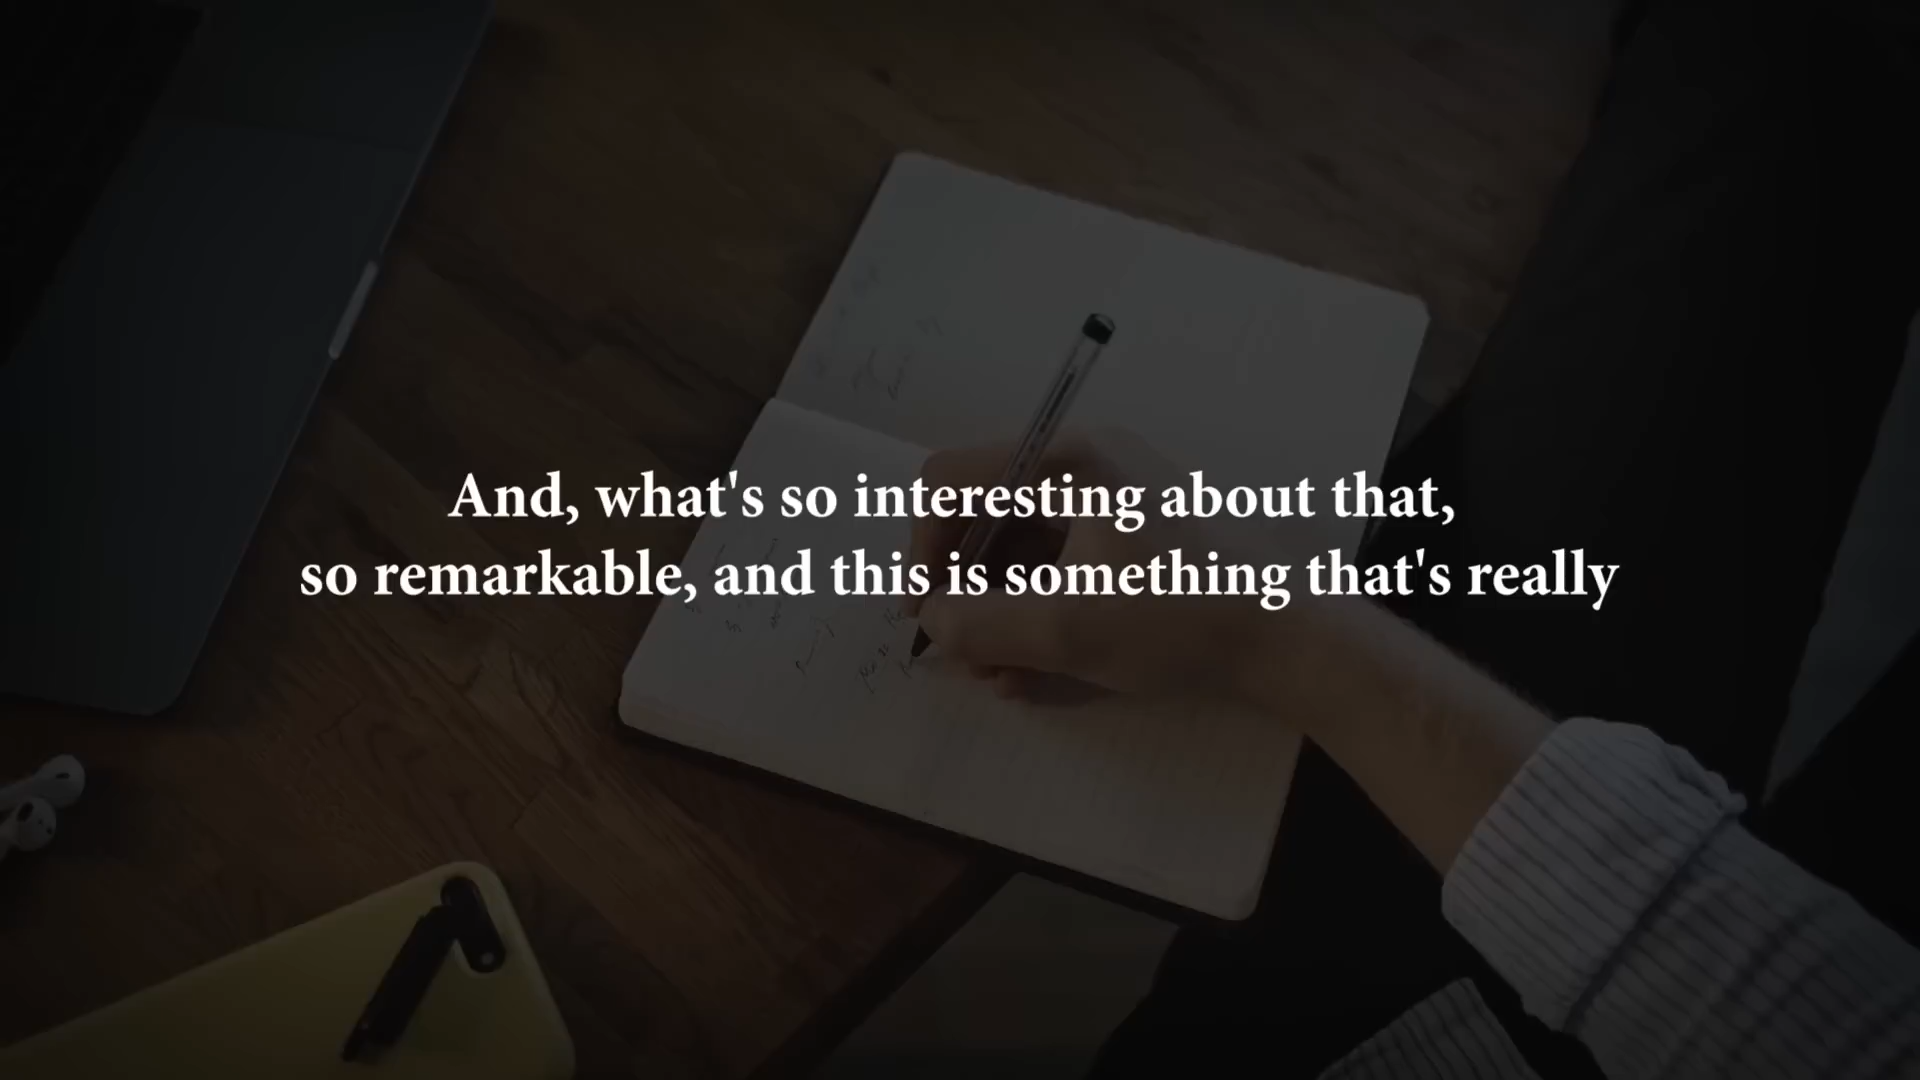 And, what's so interesting about that,
so remarkable, and this is something that's really